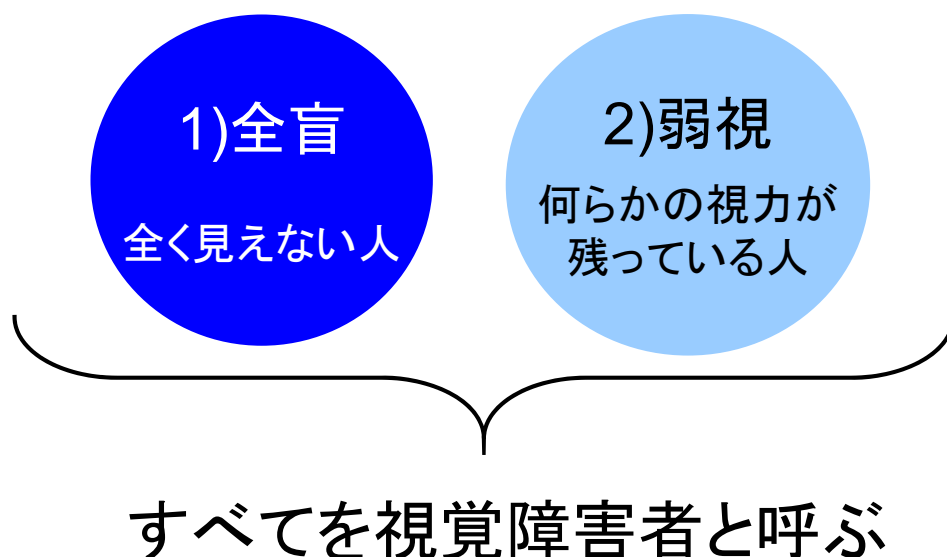 1)全盲
全く見えない人
2)弱視
何らかの視力が
残っている人
すべてを視覚障害者と呼ぶ